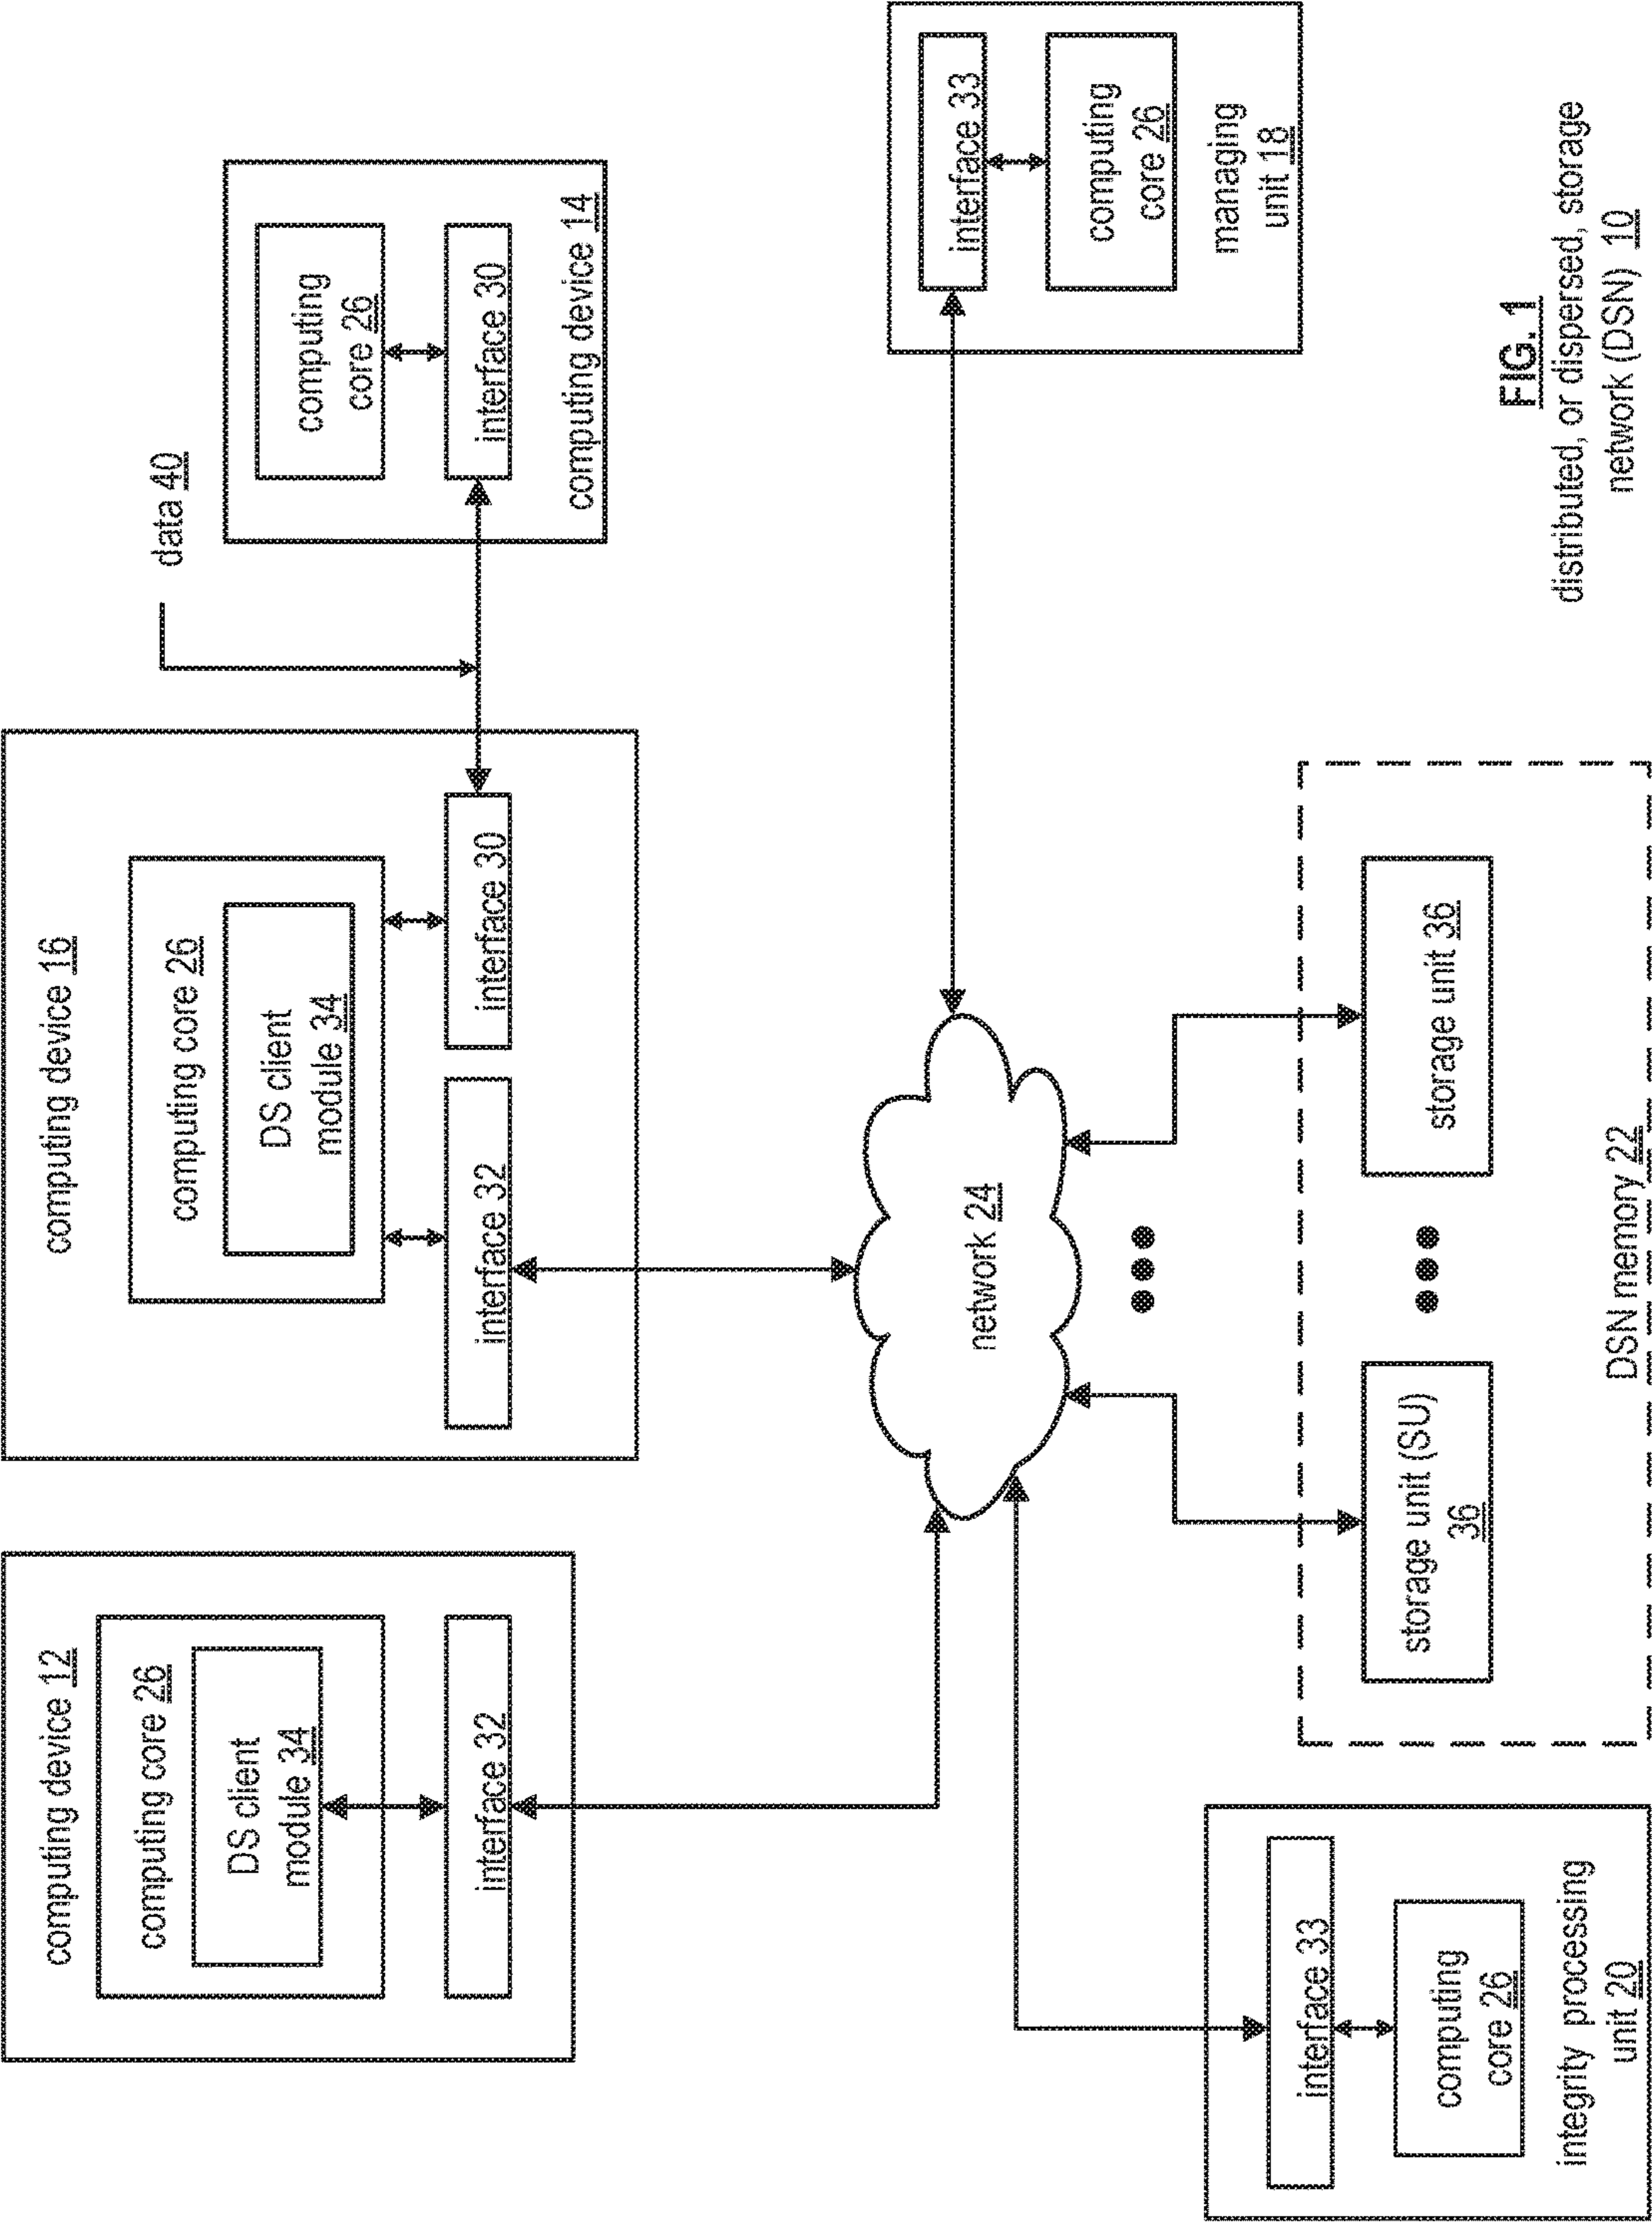 computing device 12
computing core 26
DS client
module 34
interface 32
computing device 16
computing core 26
DS client
module 34
interface 32
interface 30
data 40
computing
core 26
interface 30
computing device 14
network 24
interface 33
computing
core 26
managing
unit 18
interface 33
computing
core 26
integrity processing
unit 20
storage unit (SU)
36
storage unit 36
DSN memory 22
FIG. 1
distributed, or dispersed, storage
network (DSN) 10